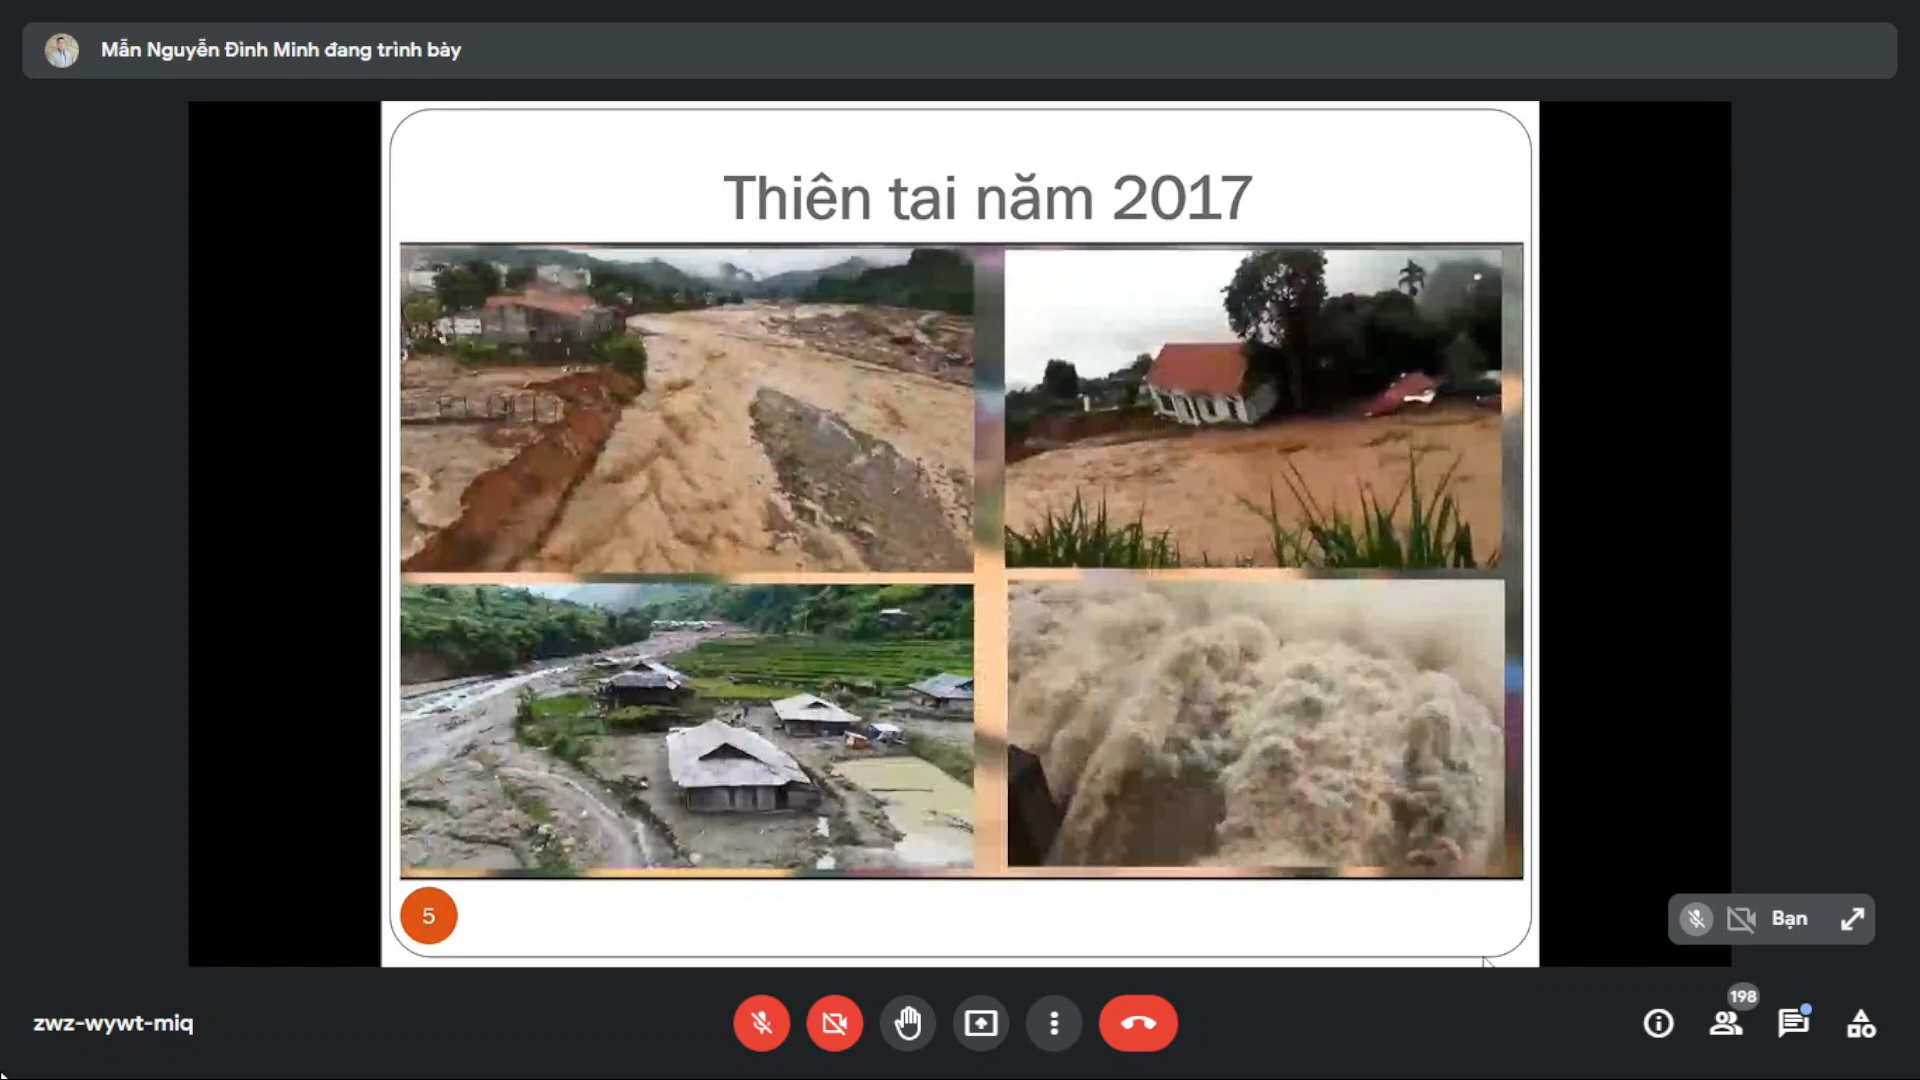 Mẫn Nguyễn Đình Minh đang trình bày
Thiên tai năm 2017
5
Bạn
198
zwz-wywt-miq